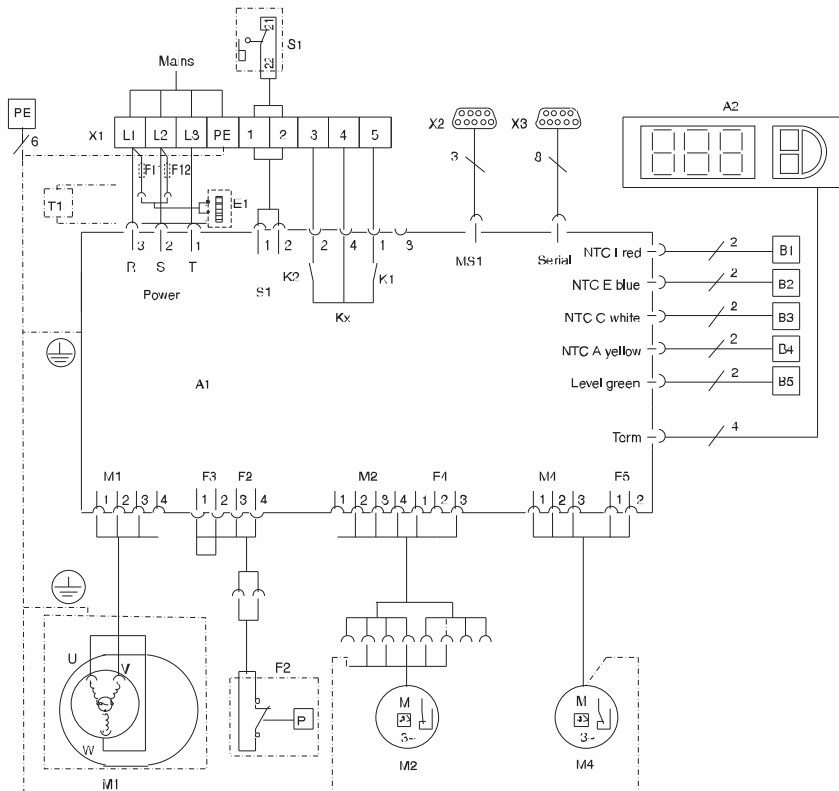 21
22
S1
Mains
PE
6
X1 L1 L2 L3 PE 1 2 3 4 5
X2
3
X3
8
A2
F12
T1
E1
3 2 1
R S T
Power
1 2
S1
2 4 1 3
K2 K1
Kx
MS1
Serial
NTC I red 2 B1
NTC E blue 2 B2
NTC C white 2 B3
NTC A yellow 2 B4
Level green 2 B5
Term 4
A1
M1 F3 F2 M2 F4 M4 F5
1 2 3 4 1 2 3 4 1 2 3 4 1 2 3 1 2 3 1 2
U V
W
M1
F2
P
M
3~
M2
M
3~
M4